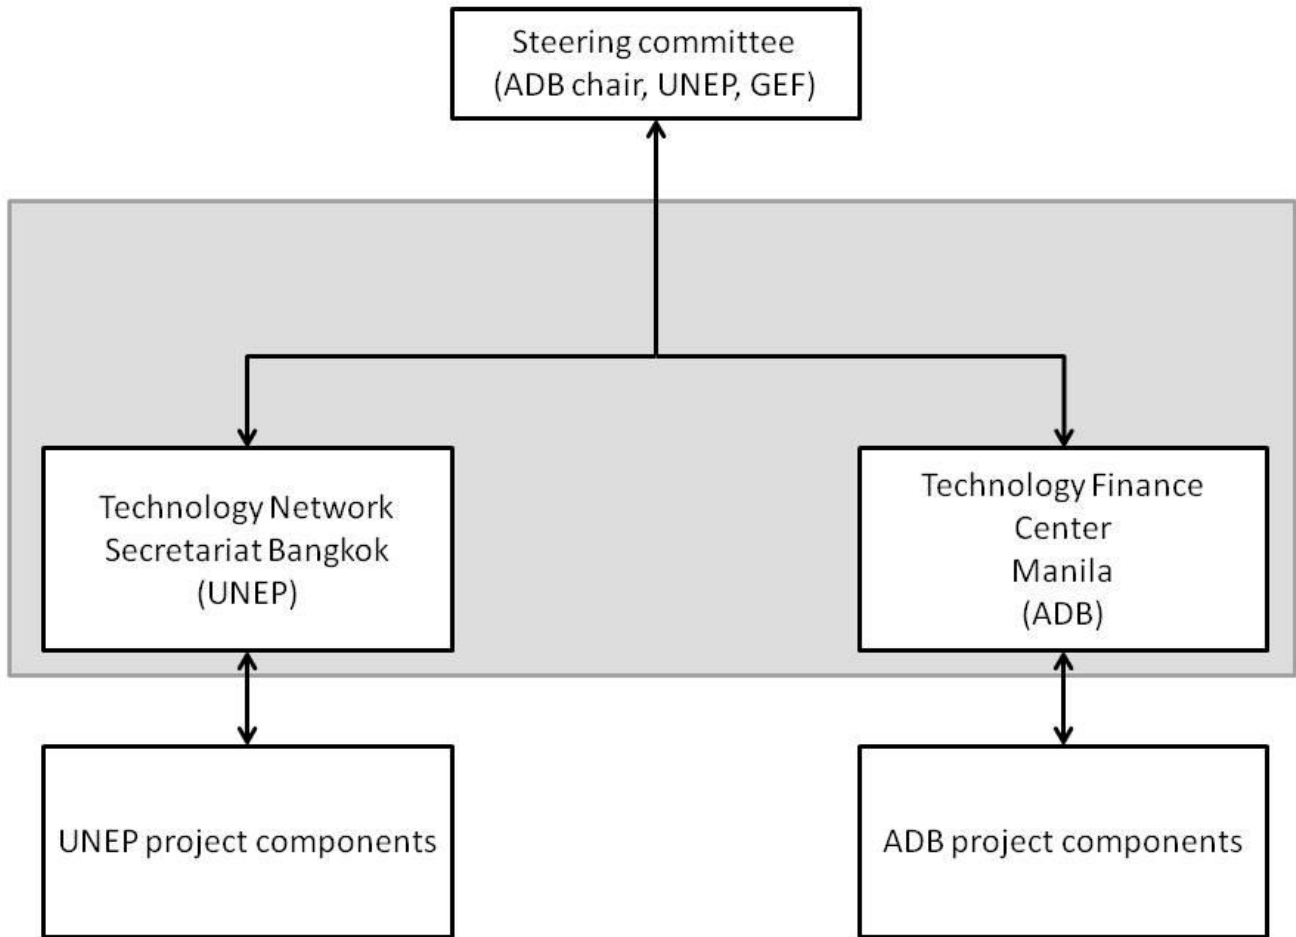 Steering committee
(ADB chair, UNEP, GEF)
Technology Network
Secretariat Bangkok
(UNEP)
Technology Finance
Center
Manila
(ADB)
UNEP project components
ADB project components